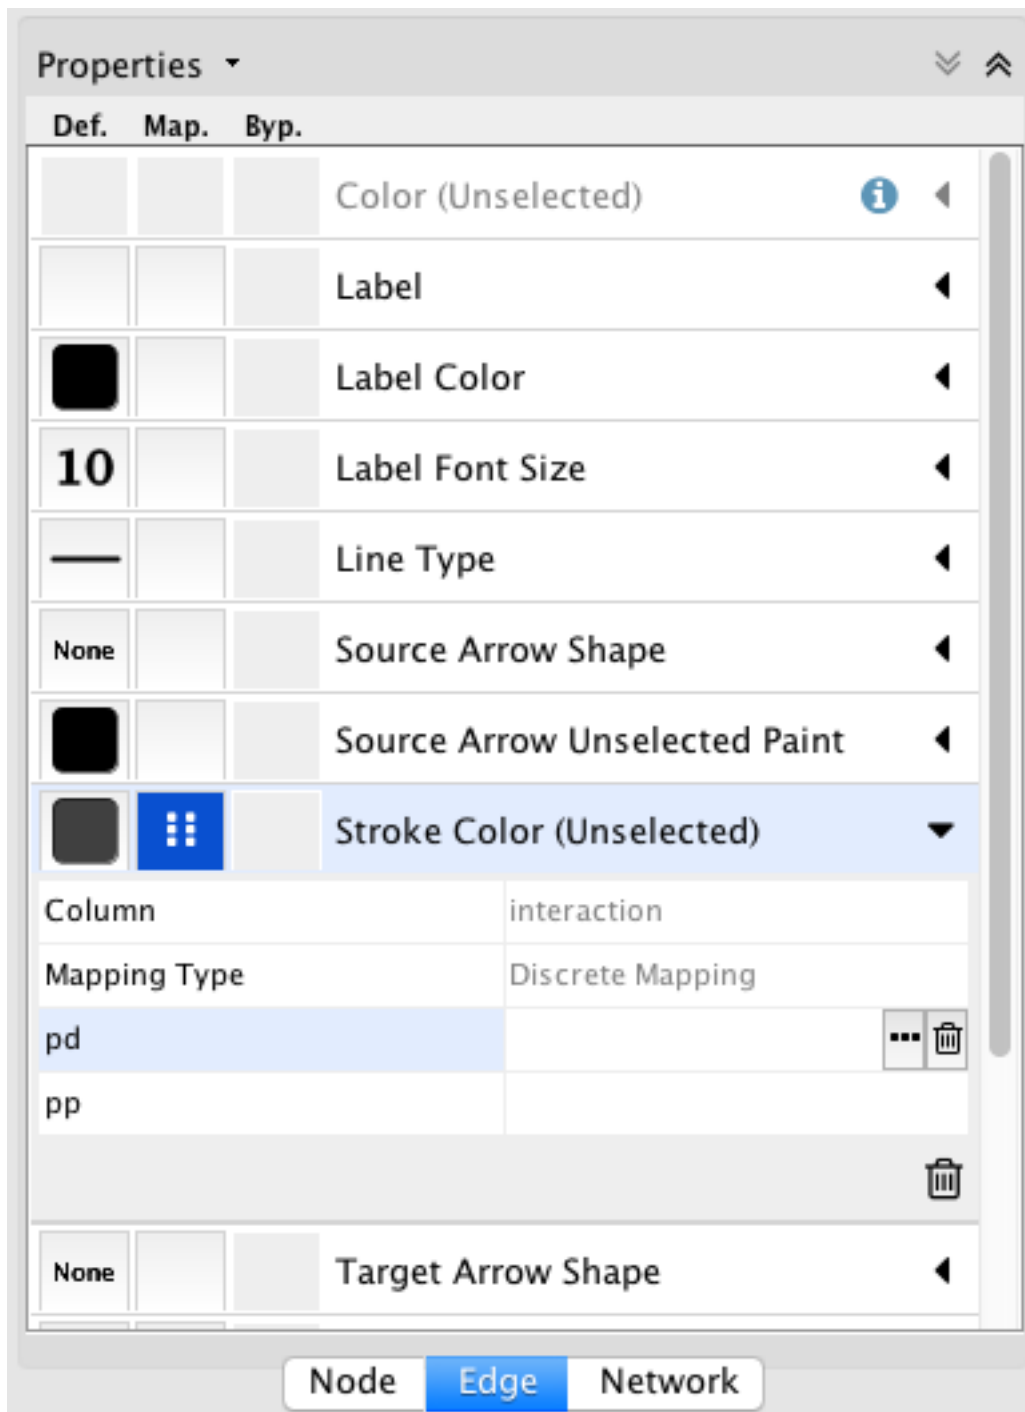 Properties
Def. Map. Byp.
Color (Unselected)
Label
Label Color
10 Label Font Size
Line Type
None Source Arrow Shape
Source Arrow Unselected Paint
Stroke Color (Unselected)
Column interaction
Mapping Type Discrete Mapping
pd
pp
None Target Arrow Shape
Node Edge Network